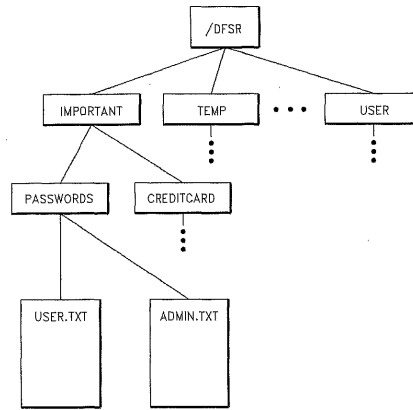 /DFSR
IMPORTANT
TEMP
USER
PASSWORDS
CREDITCARD
USER.TXT
ADMIN.TXT